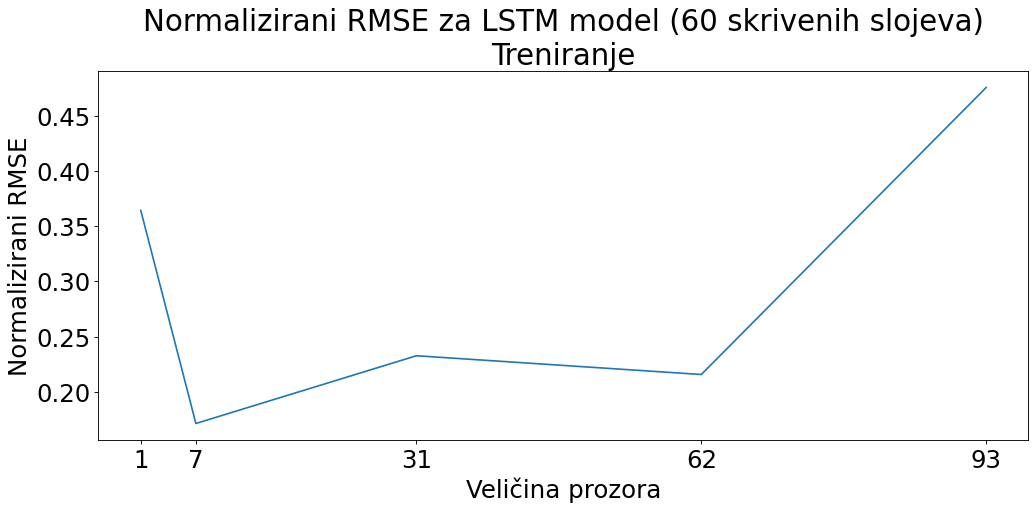 Normalizirani RMSE za LSTM model (60 skrivenih slojeva)
Treniranje
Normalizirani RMSE
0.45
0.40
0.35
0.30
0.25
0.20
1 7 31 62 93
Veličina prozora